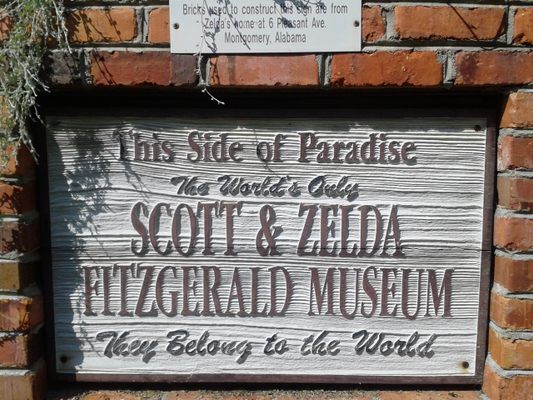 Bricks used to construct this sign are from
Zelda's home at 6 Pleasant Ave.
Montgomery, Alabama
This Side of Paradise
The World's Only
SCOTT & ZELDA
FITZGERALD MUSEUM
They Belong to the World